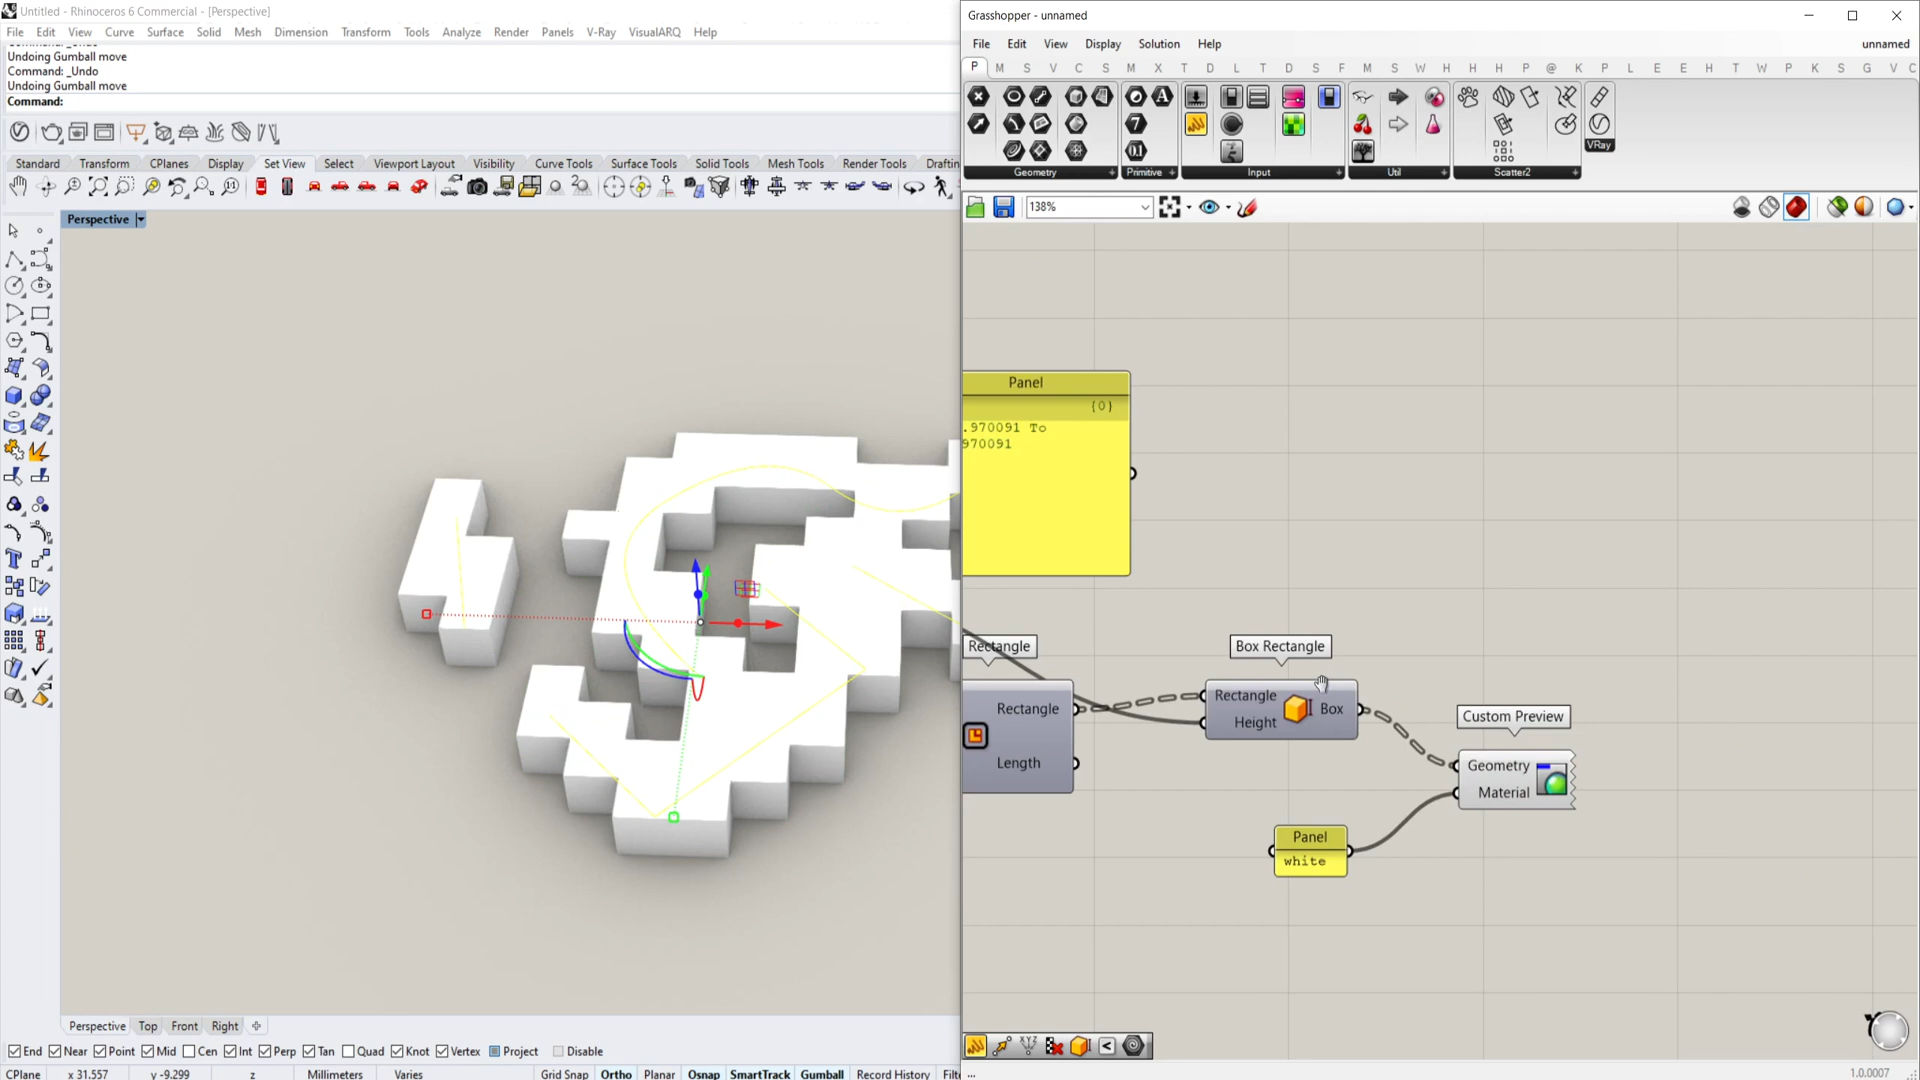 Untitled - Rhinoceros 6 Commercial - [Perspective]
File Edit View Curve Surface Solid Mesh Dimension Transform Tools Analyze Render Panels V-Ray VisualARQ Help
Undoing Gumball move
Command: _Undo
Undoing Gumball move
Command:
Standard Transform CPlanes Display Set View Select Viewport Layout Visibility Curve Tools Surface Tools Solid Tools Mesh Tools Render Tools Draftin
Perspective
Perspective Top Front Right
End Near Point Mid Cen Int Perp Tan Quad Knot Vertex Project Disable
CPlane x 31.557 y -9.299 z Millimeters Varies Grid Snap Ortho Planar Osnap SmartTrack Gumball Record History Filte
Grasshopper - unnamed
File Edit View Display Solution Help unnamed
P M S V C S M X T D L T D S F M S W H H H P @ K P L E E H T W P K S G V C
Geometry Primitive Input Util Scatter2 VRay
138%
Panel
{0}
.970091 To
970091
Rectangle
Rectangle
Length
Box Rectangle
Rectangle
Height
Box
Custom Preview
Geometry
Material
Panel
white
1.0.0007